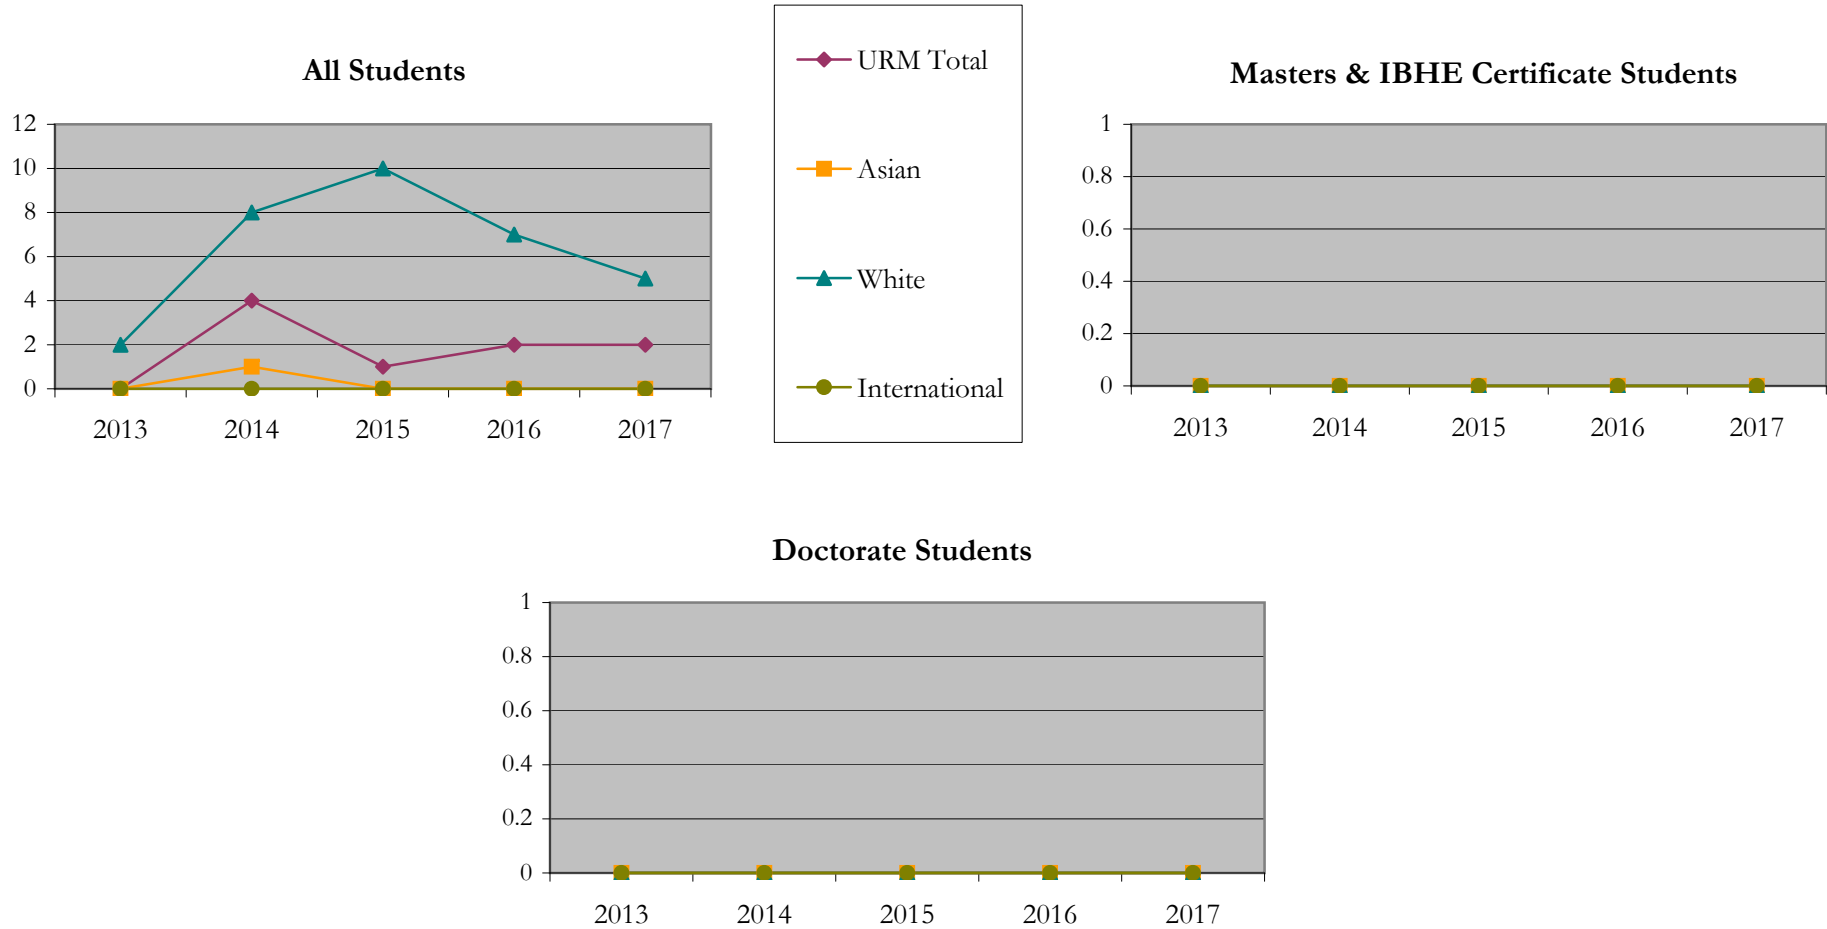 All Students
12
10
8
6
4
2
0
2013 2014 2015 2016 2017
URM Total
Asian
White
International
Masters & IBHE Certificate Students
1
0.8
0.6
0.4
0.2
0
2013 2014 2015 2016 2017
Doctorate Students
1
0.8
0.6
0.4
0.2
0
2013 2014 2015 2016 2017